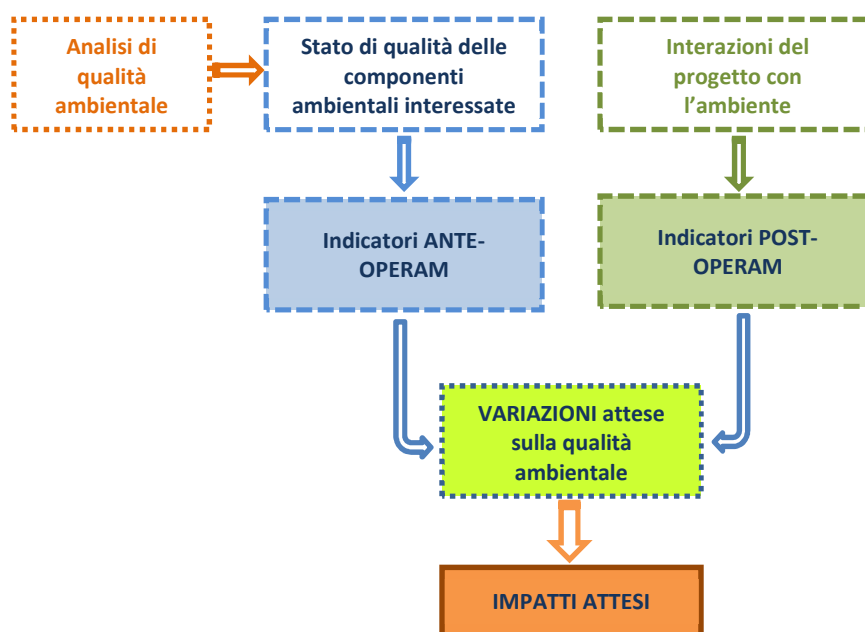 Analisi di
qualità
ambientale
Stato di qualità delle
componenti
ambientali interessate
Interazioni del
progetto con
l’ambiente
Indicatori ANTE-
OPERAM
Indicatori POST-
OPERAM
VARIAZIONI attese
sulla qualità
ambientale
IMPATTI ATTESI